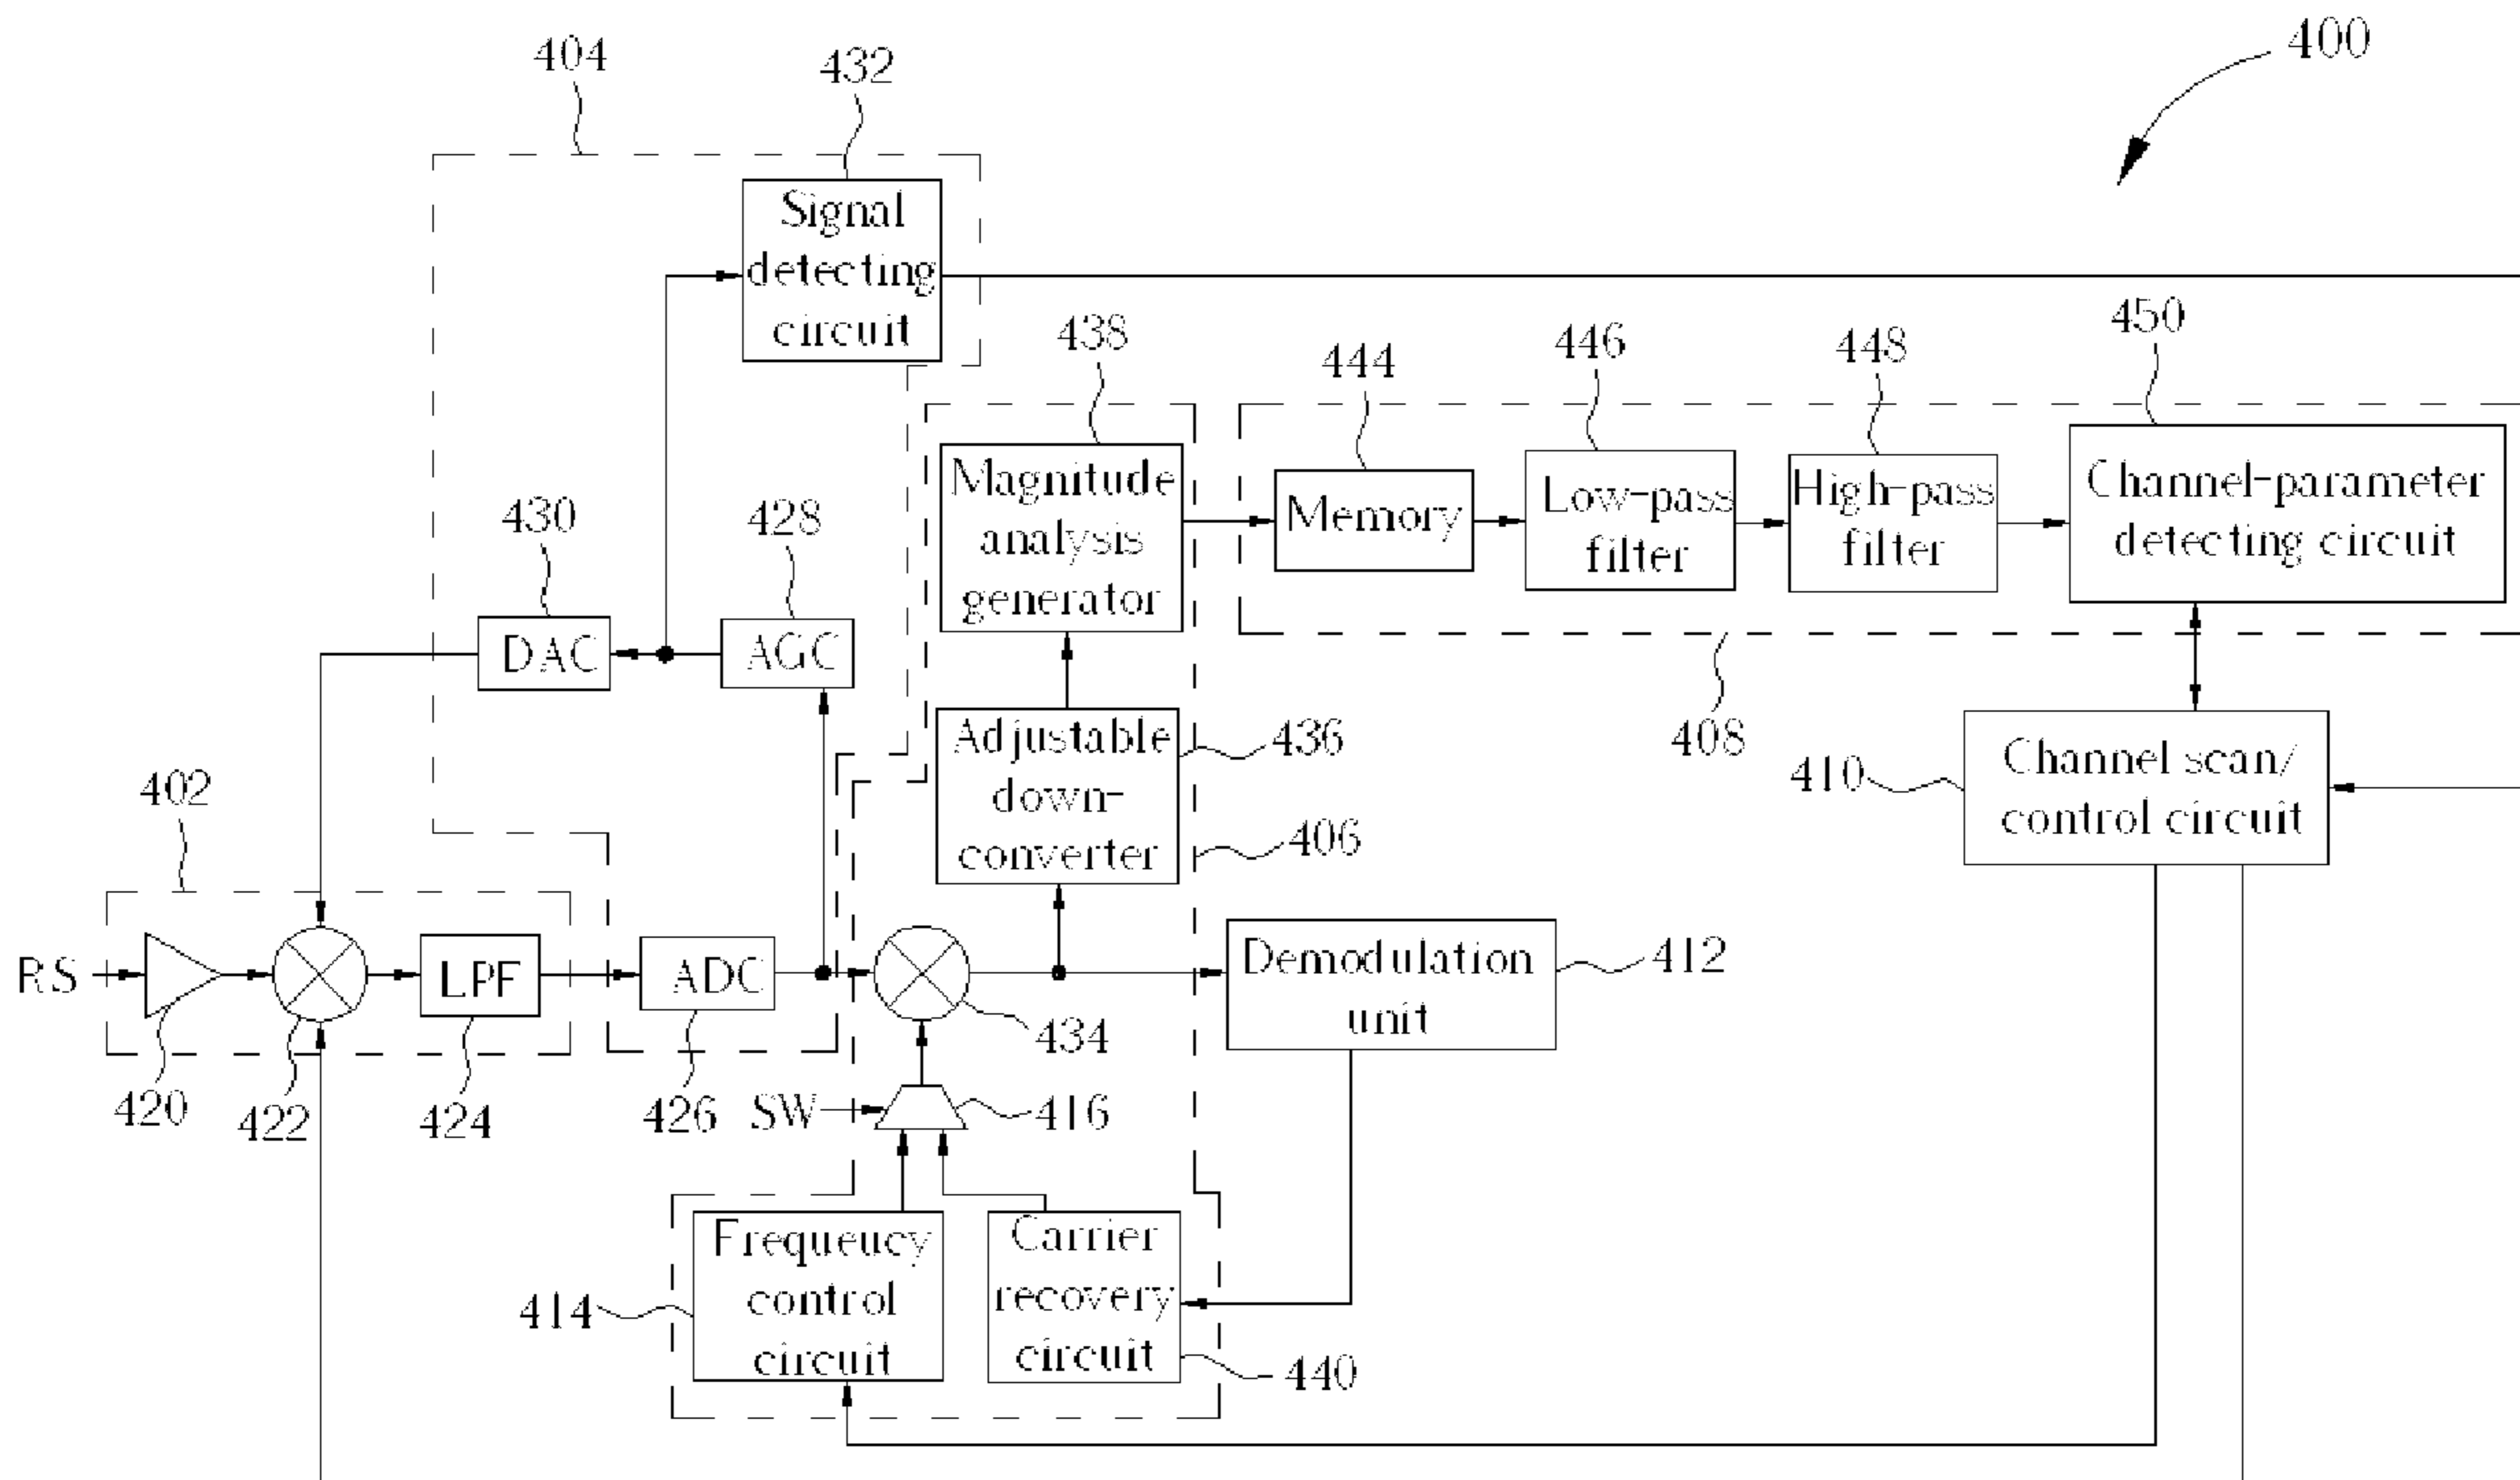 400
404
432
Signal
detecting
circuit
438
444
446
448
450
Magnitude
analysis
generator
Memory
Low-pass
filter
High-pass
filter
Channel-parameter
detecting circuit
430
428
DAC
AGC
408
Adjustable
down-
converter
436
406
410
Channel scan/
control circuit
402
RS
LPF
ADC
434
Demodulation
unit
412
420
422
424
426
SW
416
414
Frequeucy
control
circuit
Carrier
recovery
circuit
440